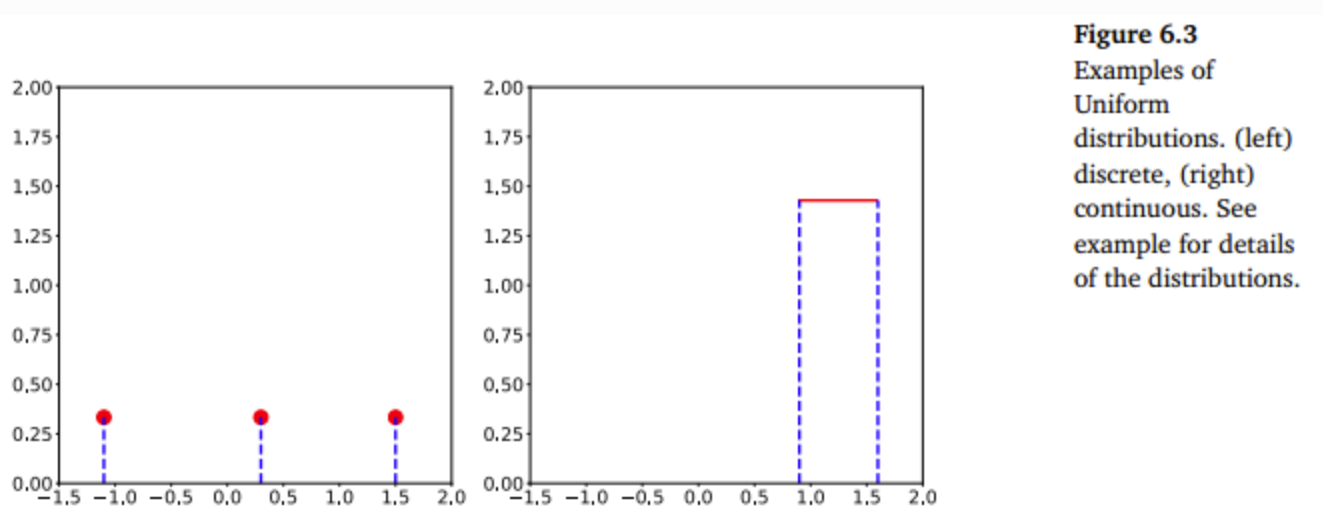 Figure 6.3
Examples of
Uniform
distributions. (left)
discrete, (right)
continuous. See
example for details
of the distributions.
2.00
1.75
1.50
1.25
1.00
0.75
0.50
0.25
0.00
−1.5 −1.0 −0.5 0.0 0.5 1.0 1.5 2.0
2.00
1.75
1.50
1.25
1.00
0.75
0.50
0.25
0.00
−1.5 −1.0 −0.5 0.0 0.5 1.0 1.5 2.0